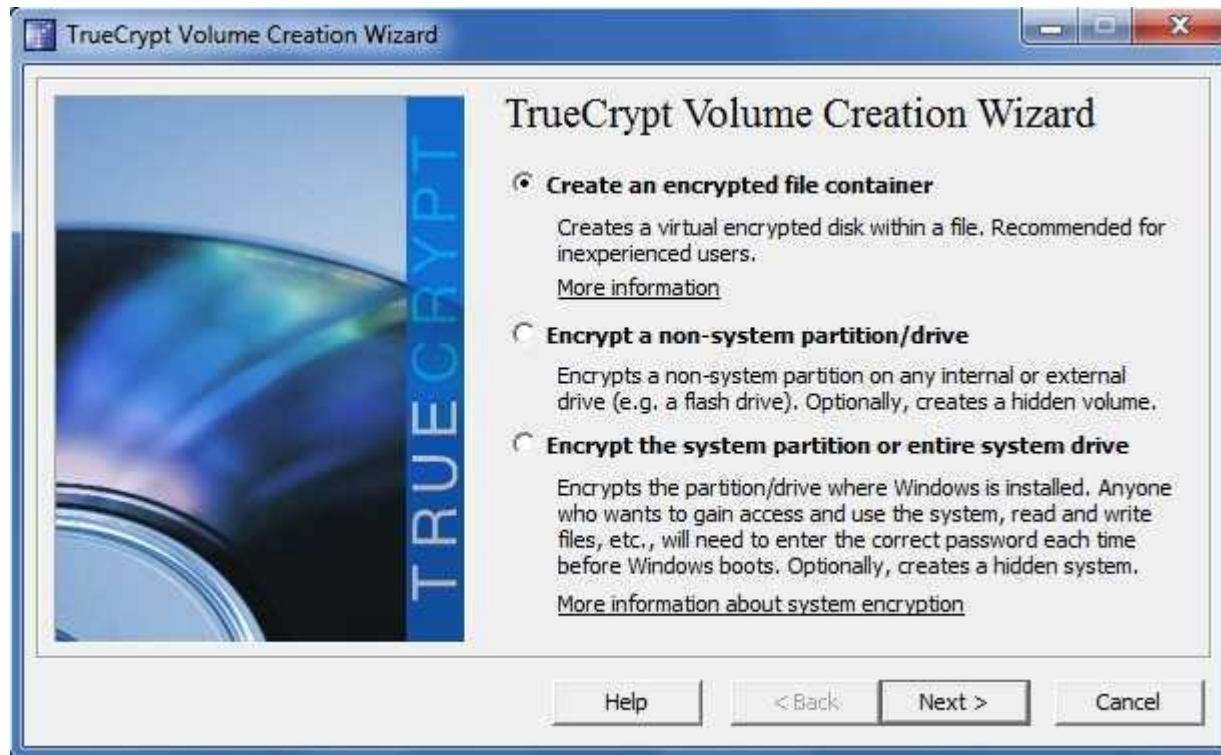 TrueCrypt Volume Creation Wizard
TRUECRYPT
TrueCrypt Volume Creation Wizard
Create an encrypted file container
Creates a virtual encrypted disk within a file. Recommended for
inexperienced users.
More information
Encrypt a non-system partition/drive
Encrypts a non-system partition on any internal or external
drive (e.g. a flash drive). Optionally, creates a hidden volume.
Encrypt the system partition or entire system drive
Encrypts the partition/drive where Windows is installed. Anyone
who wants to gain access and use the system, read and write
files, etc., will need to enter the correct password each time
before Windows boots. Optionally, creates a hidden system.
More information about system encryption
Help
< Back
Next >
Cancel